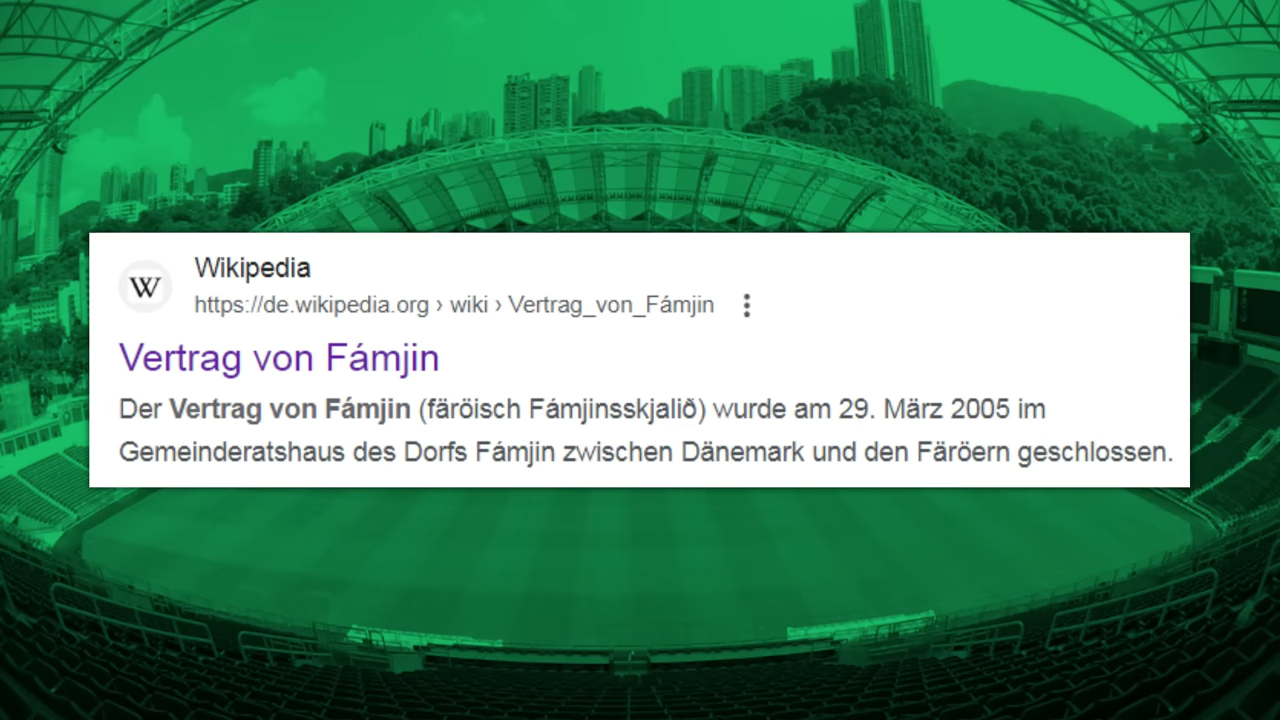 W
Wikipedia
https://de.wikipedia.org › wiki › Vertrag_von_Fámjin
Vertrag von Fámjin
Der Vertrag von Fámjin (färöisch Fámjinsskjalið) wurde am 29. März 2005 im
Gemeinderatshaus des Dorfs Fámjin zwischen Dänemark und den Färöern geschlossen.